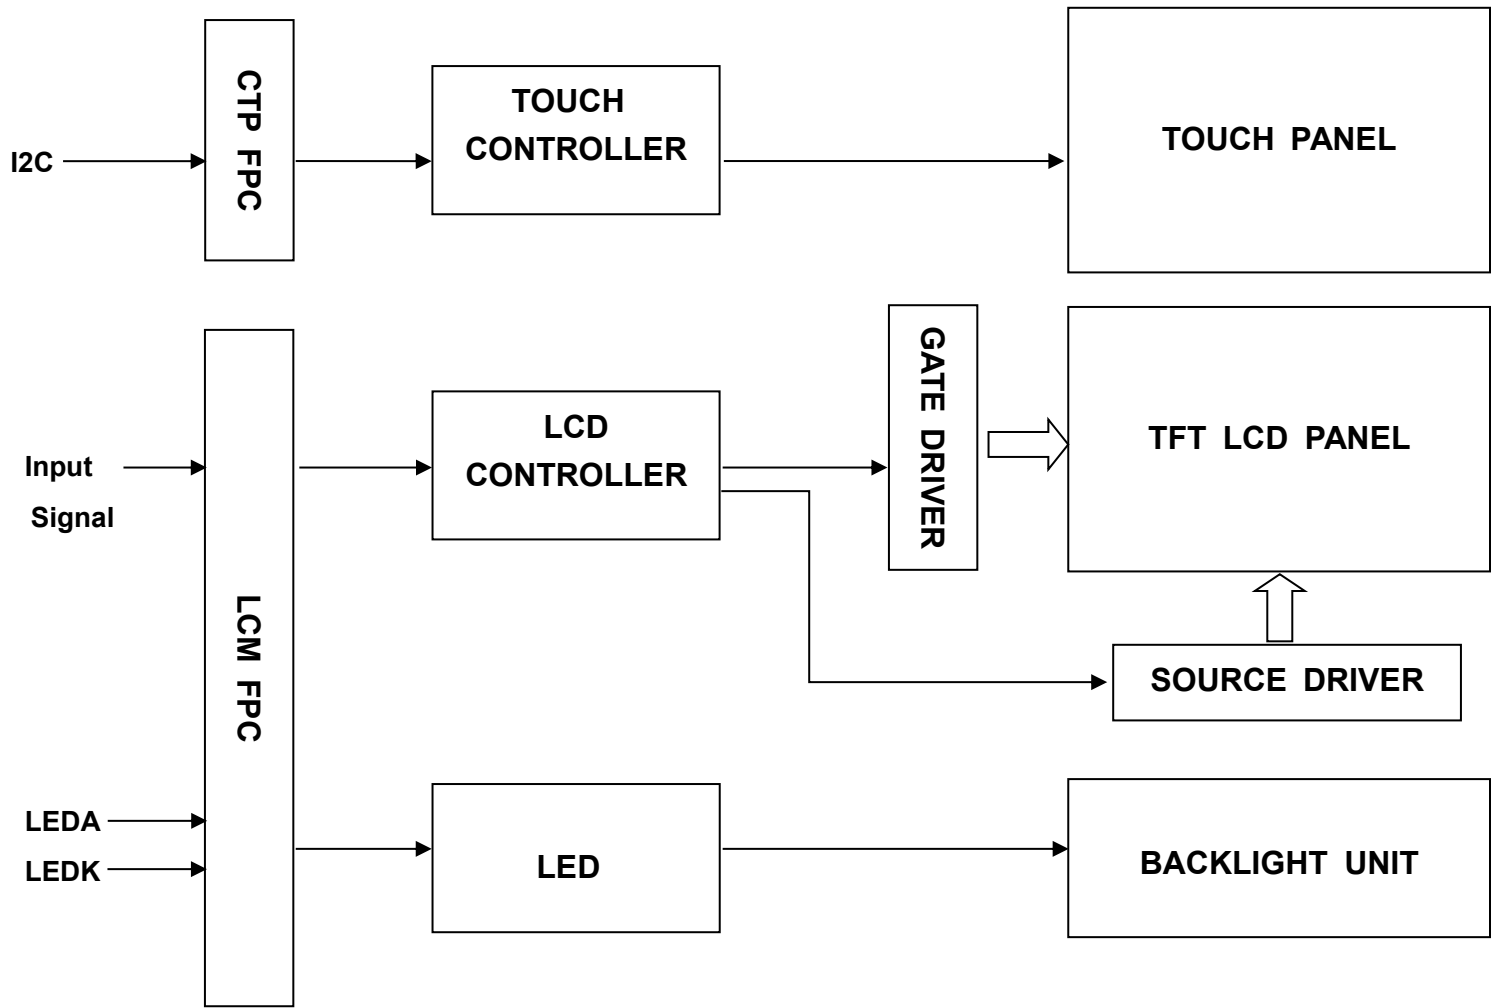 I2C
CTP FPC
TOUCH
CONTROLLER
TOUCH PANEL
Input
Signal
LCM FPC
LCD
CONTROLLER
GATE DRIVER
TFT LCD PANEL
SOURCE DRIVER
LEDA
LEDK
LED
BACKLIGHT UNIT